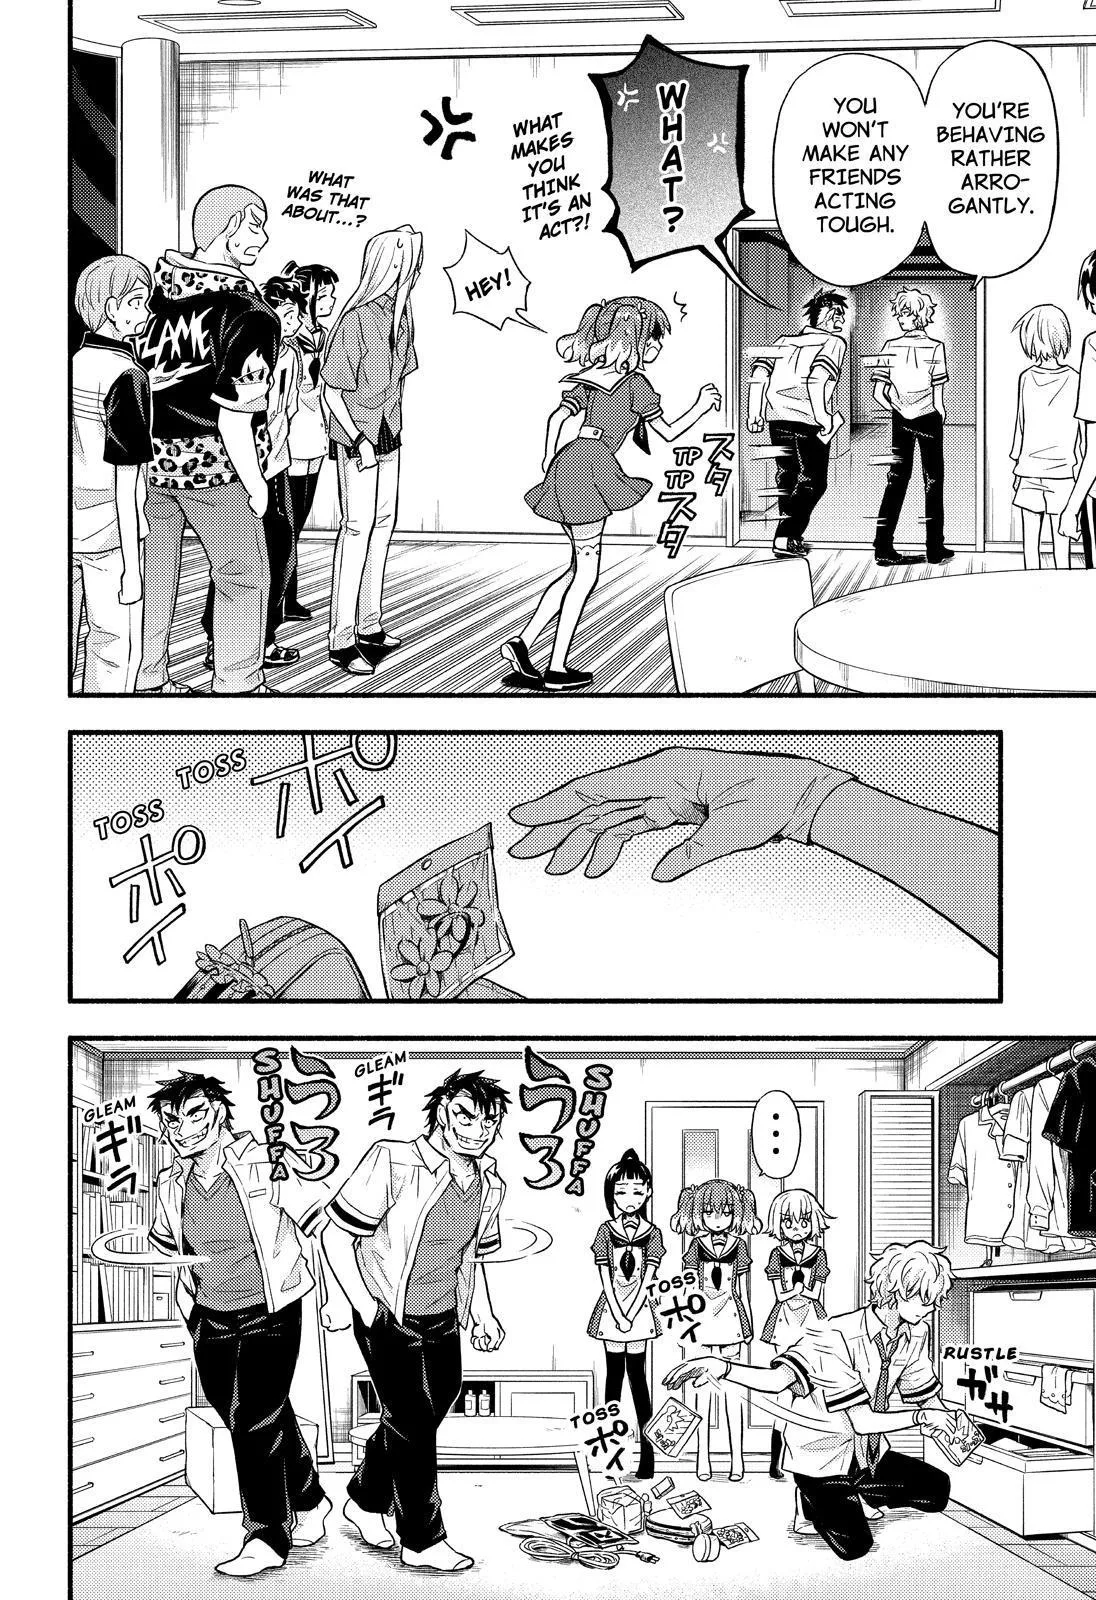 YOU'RE
BEHAVING
RATHER
ARRO-
GANTLY.
YOU
WON'T
MAKE ANY
FRIENDS
ACTING
TOUGH.
WHAT?
WHAT
MAKES
YOU
THINK
IT'S AN
ACT?!
HEY!
WHAT
WAS THAT
ABOUT...?
FLAME
スタ
TP
TP
スタ
ポイ
TOSS
TOSS
ポイ
SHUFFA
うろ
GLEAM
ギラ
SHUFFA
うろ
GLEAM
ギラ
...
TOSS
ポイ
TOSS
ポイ
RUSTLE
ガサ